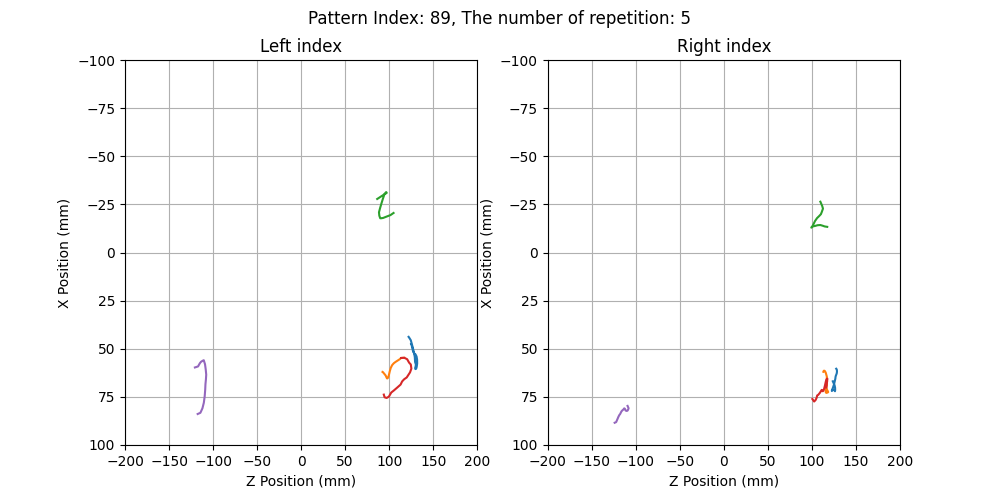 Pattern Index: 89, The number of repetition: 5
Left index
Right index
−100
−75
−50
−25
0
25
50
75
100
−200 −150 −100 −50 0 50 100 150 200
X Position (mm)
Z Position (mm)
−100
−75
−50
−25
0
25
50
75
100
−200 −150 −100 −50 0 50 100 150 200
X Position (mm)
Z Position (mm)